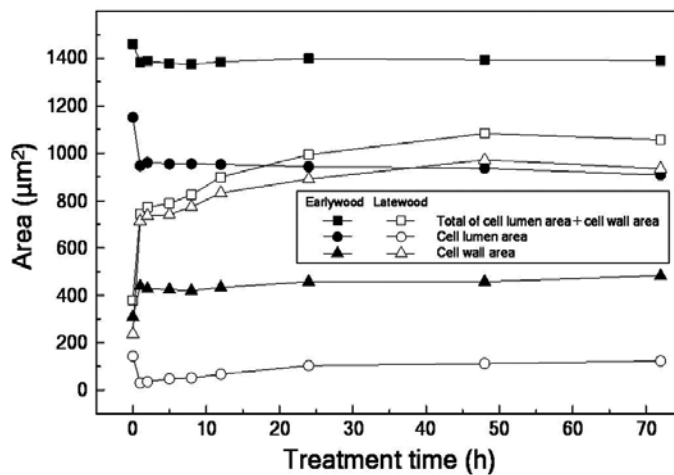 1400
1200
1000
800
600
400
200
0
Area (μm²)
Earlywood Latewood
Total of cell lumen area + cell wall area
Cell lumen area
Cell wall area
0 10 20 30 40 50 60 70
Treatment time (h)